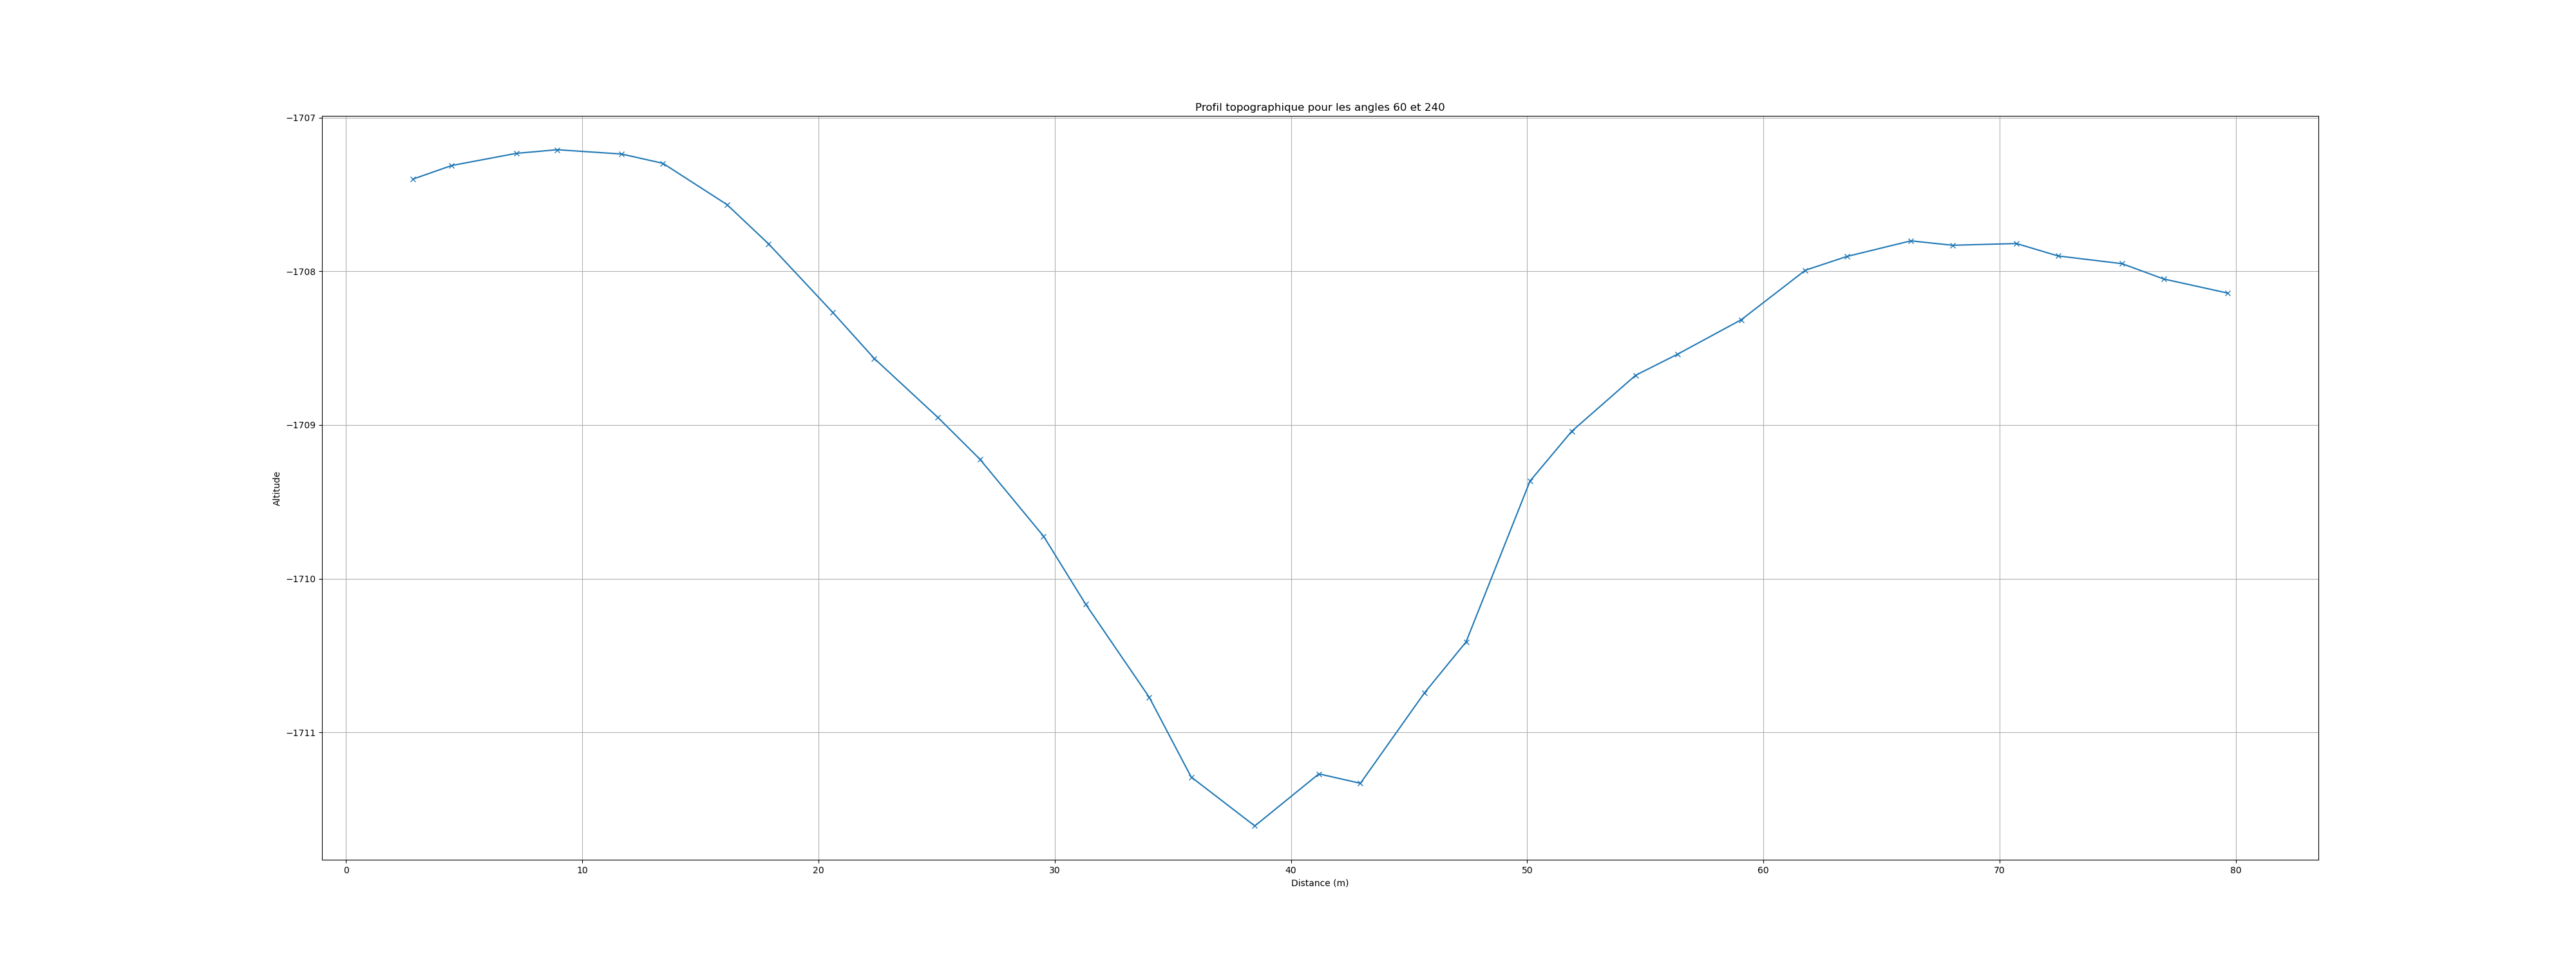 Profil topographique pour les angles 60 et 240
−1707
−1708
−1709
−1710
−1711
Altitude
0 10 20 30 40 50 60 70 80
Distance (m)